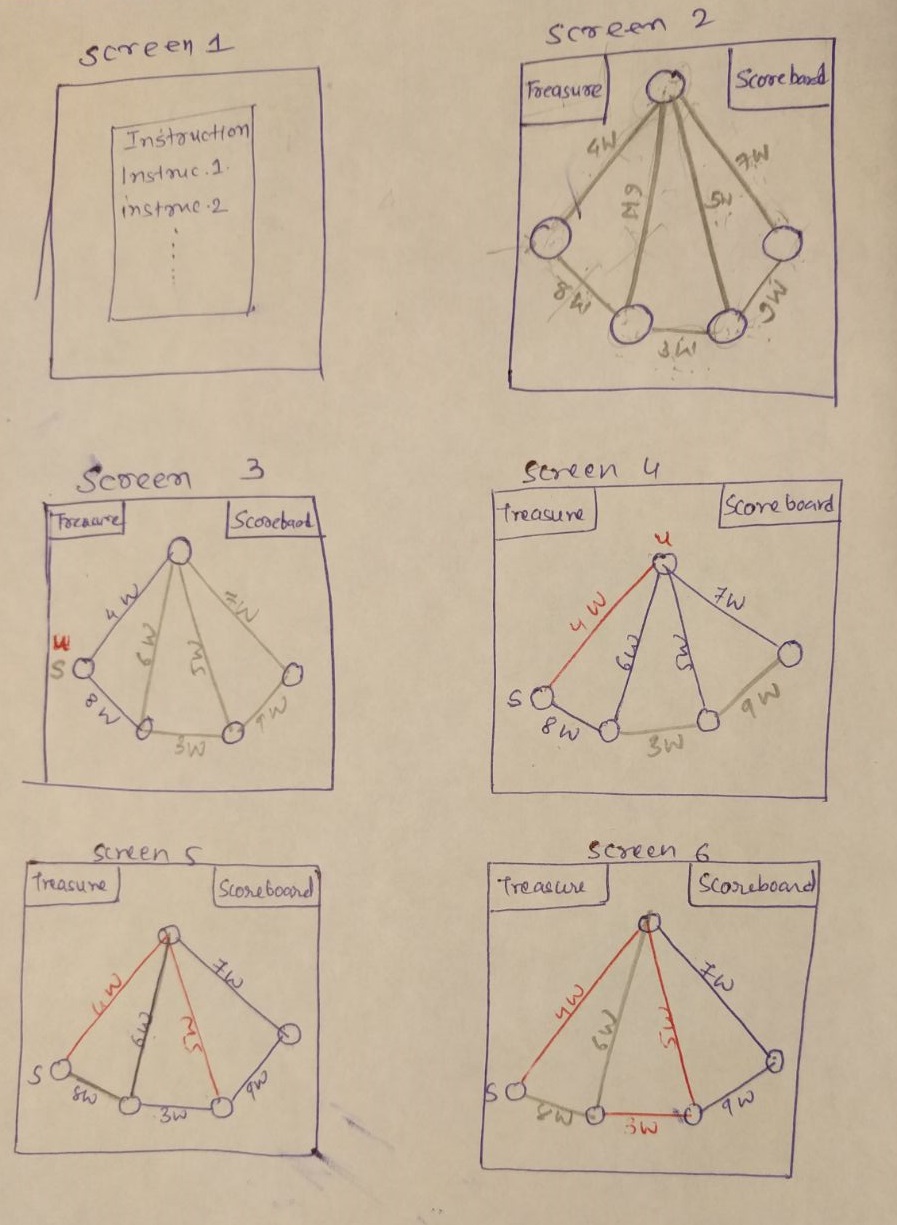 Screen 1
Instruction
Instruc.1.
instruc.2
Screen 2
Treasure
Scoreboard
4W
6W
5W
7W
8W
3W
9W
Screen 3
Treasure
Scoreboard
4W
6W
5W
7W
u
S
8W
3W
9W
Screen 4
Treasure
Scoreboard
u
4W
6W
5W
7W
S
8W
3W
9W
Screen 5
Treasure
Scoreboard
4W
6W
5W
7W
S
8W
3W
9W
Screen 6
Treasure
Scoreboard
4W
6W
5W
7W
S
8W
3W
9W